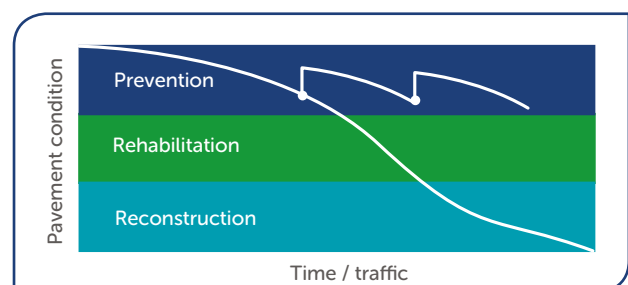 Pavement condition
Prevention
Rehabilitation
Reconstruction
Time / traffic